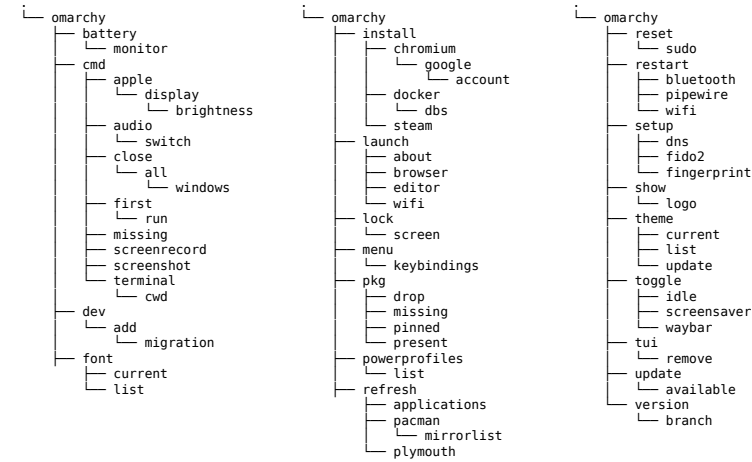 .
└── omarchy
    ├── battery
    │   └── monitor
    ├── cmd
    │   ├── apple
    │   │   └── display
    │   │       └── brightness
    │   ├── audio
    │   │   └── switch
    │   ├── close
    │   │   └── all
    │   │       └── windows
    │   ├── first
    │   │   └── run
    │   ├── missing
    │   ├── screenrecord
    │   ├── screenshot
    │   └── terminal
    │       └── cwd
    ├── dev
    │   └── add
    │       └── migration
    ├── font
        ├── current
        └── list
.
└── omarchy
    ├── install
    │   ├── chromium
    │   │   └── google
    │   │       └── account
    │   ├── docker
    │   │   └── dbs
    │   └── steam
    ├── launch
    │   ├── about
    │   ├── browser
    │   ├── editor
    │   └── wifi
    ├── lock
    │   └── screen
    ├── menu
    │   └── keybindings
    ├── pkg
    │   ├── drop
    │   ├── missing
    │   ├── pinned
    │   └── present
    ├── powerprofiles
    │   └── list
    ├── refresh
        ├── applications
        ├── pacman
        │   └── mirrorlist
        └── plymouth
.
└── omarchy
    ├── reset
    │   └── sudo
    ├── restart
    │   ├── bluetooth
    │   ├── pipewire
    │   └── wifi
    ├── setup
    │   ├── dns
    │   ├── fido2
    │   └── fingerprint
    ├── show
    │   └── logo
    ├── theme
    │   ├── current
    │   ├── list
    │   └── update
    ├── toggle
    │   ├── idle
    │   ├── screensaver
    │   └── waybar
    ├── tui
    │   └── remove
    ├── update
    │   └── available
    └── version
        └── branch